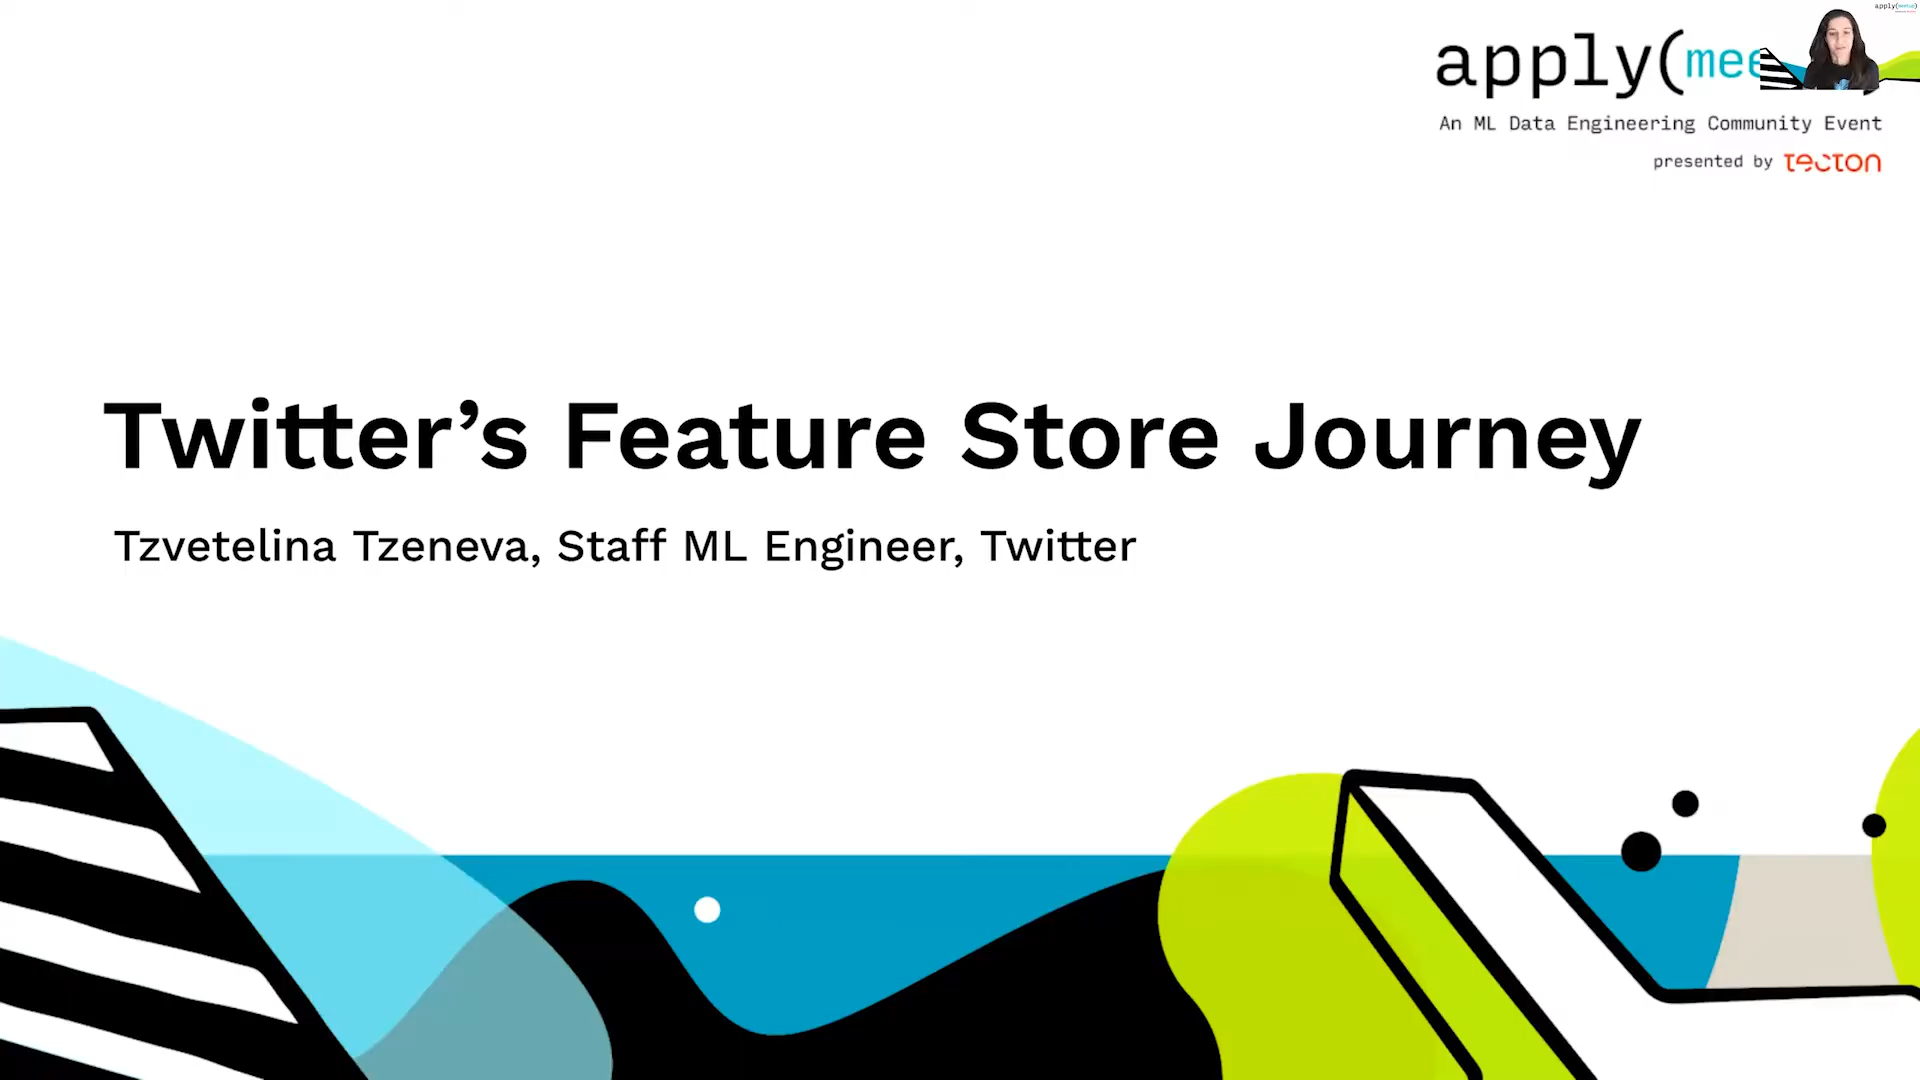 apply(mee
An ML Data Engineering Community Event
presented by tecton
Twitter’s Feature Store Journey
Tzvetelina Tzeneva, Staff ML Engineer, Twitter